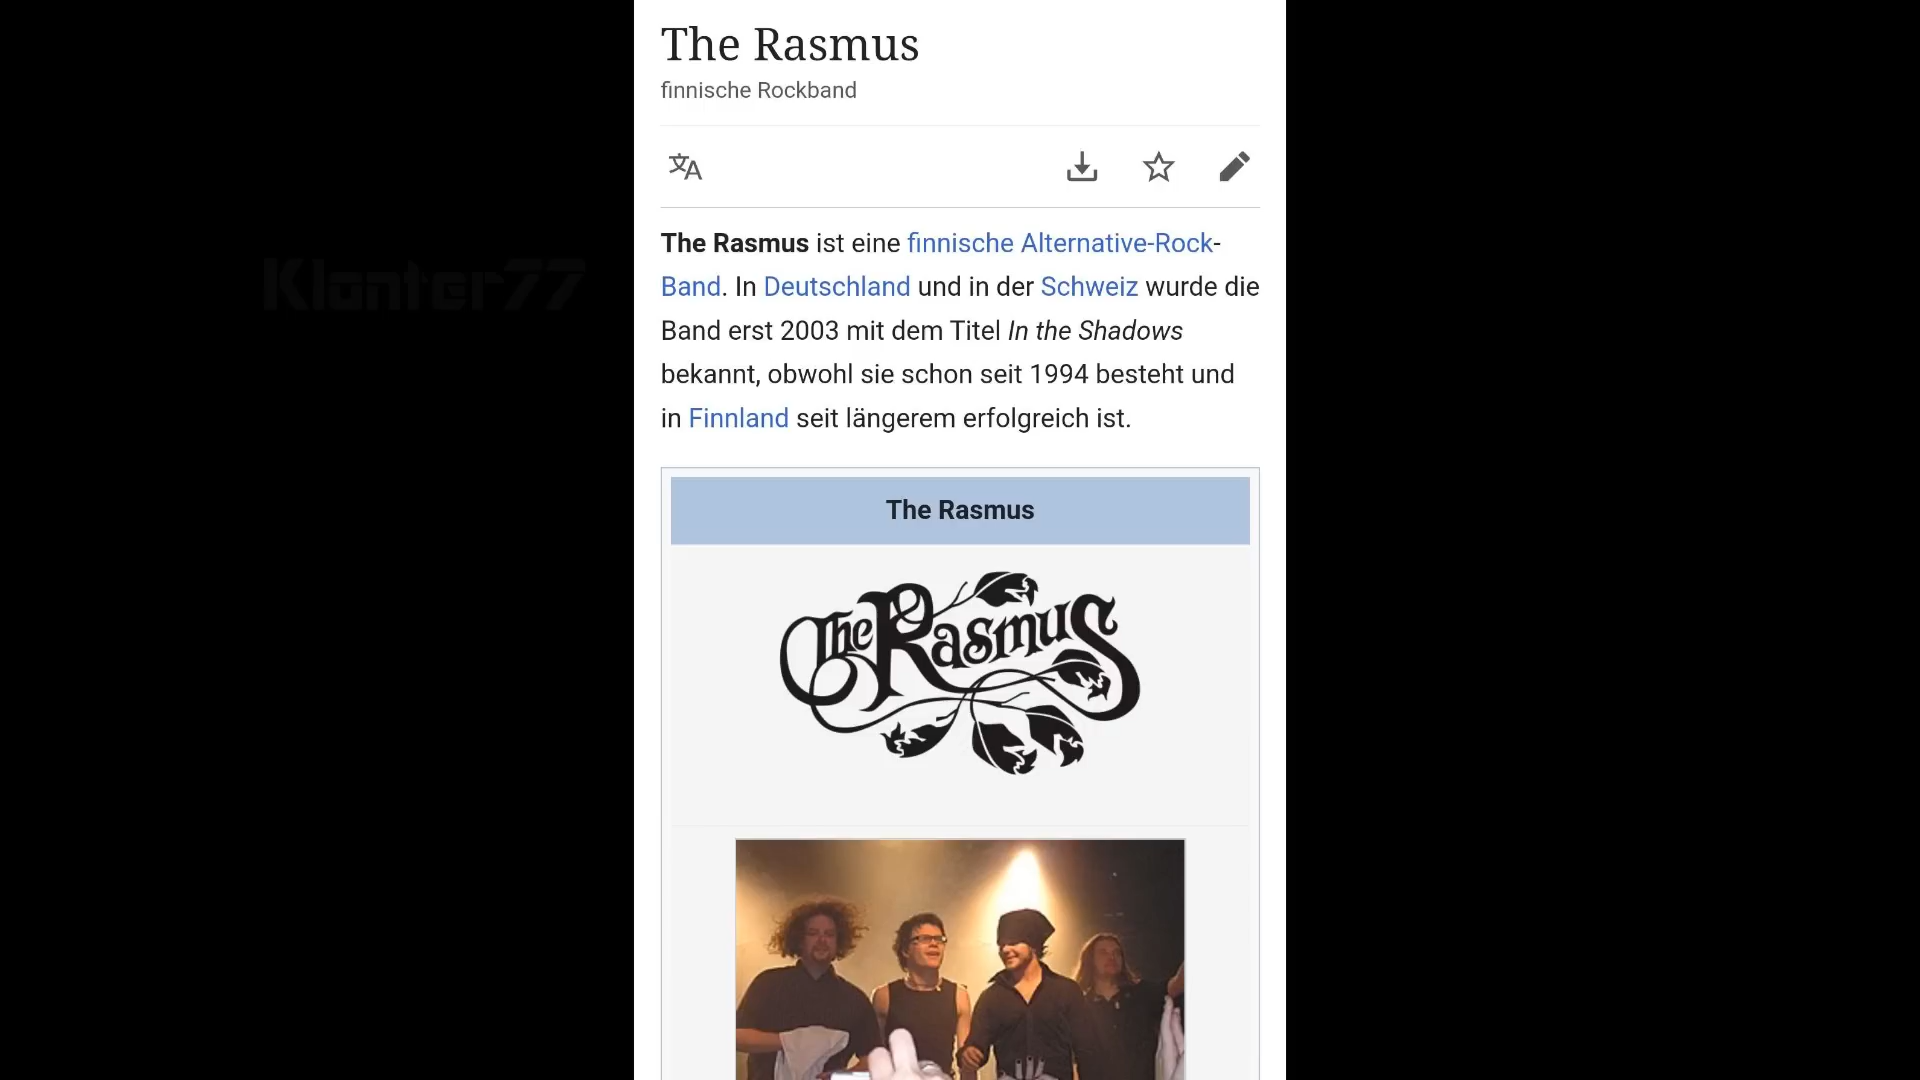 The Rasmus
finnische Rockband
Klanter77
The Rasmus ist eine finnische Alternative-Rock-
Band. In Deutschland und in der Schweiz wurde die
Band erst 2003 mit dem Titel In the Shadows
bekannt, obwohl sie schon seit 1994 besteht und
in Finnland seit längerem erfolgreich ist.
The Rasmus
The Rasmus